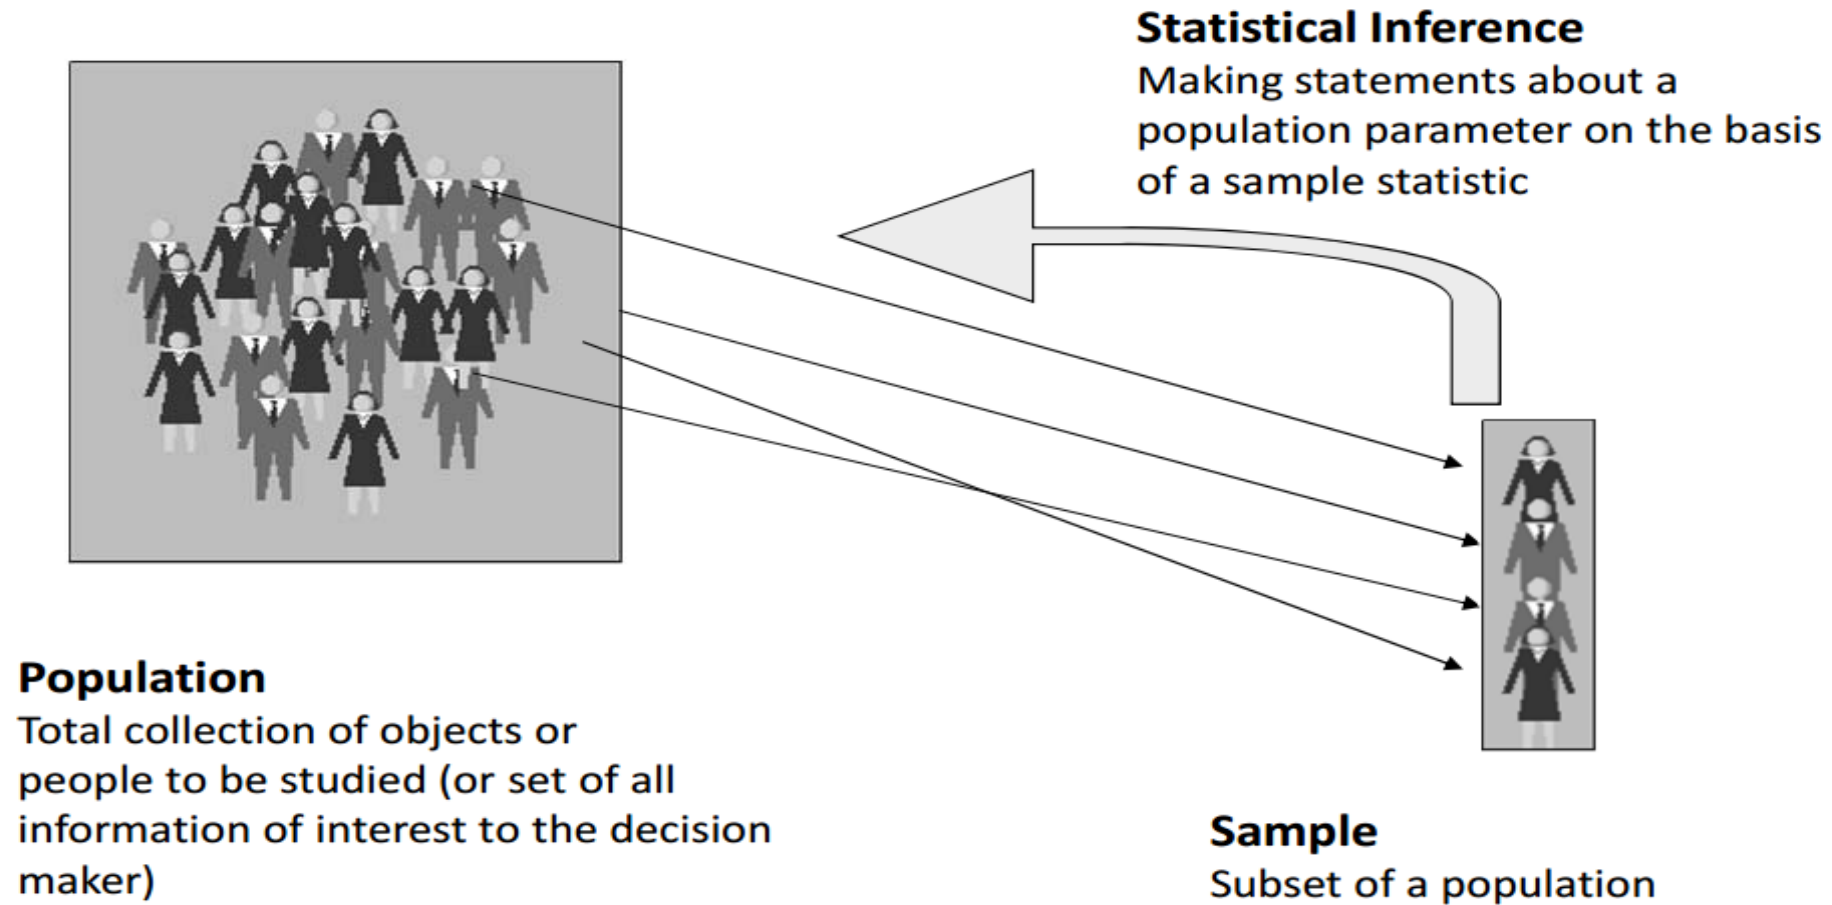 Statistical Inference
Making statements about a
population parameter on the basis
of a sample statistic
Population
Total collection of objects or
people to be studied (or set of all
information of interest to the decision
maker)
Sample
Subset of a population